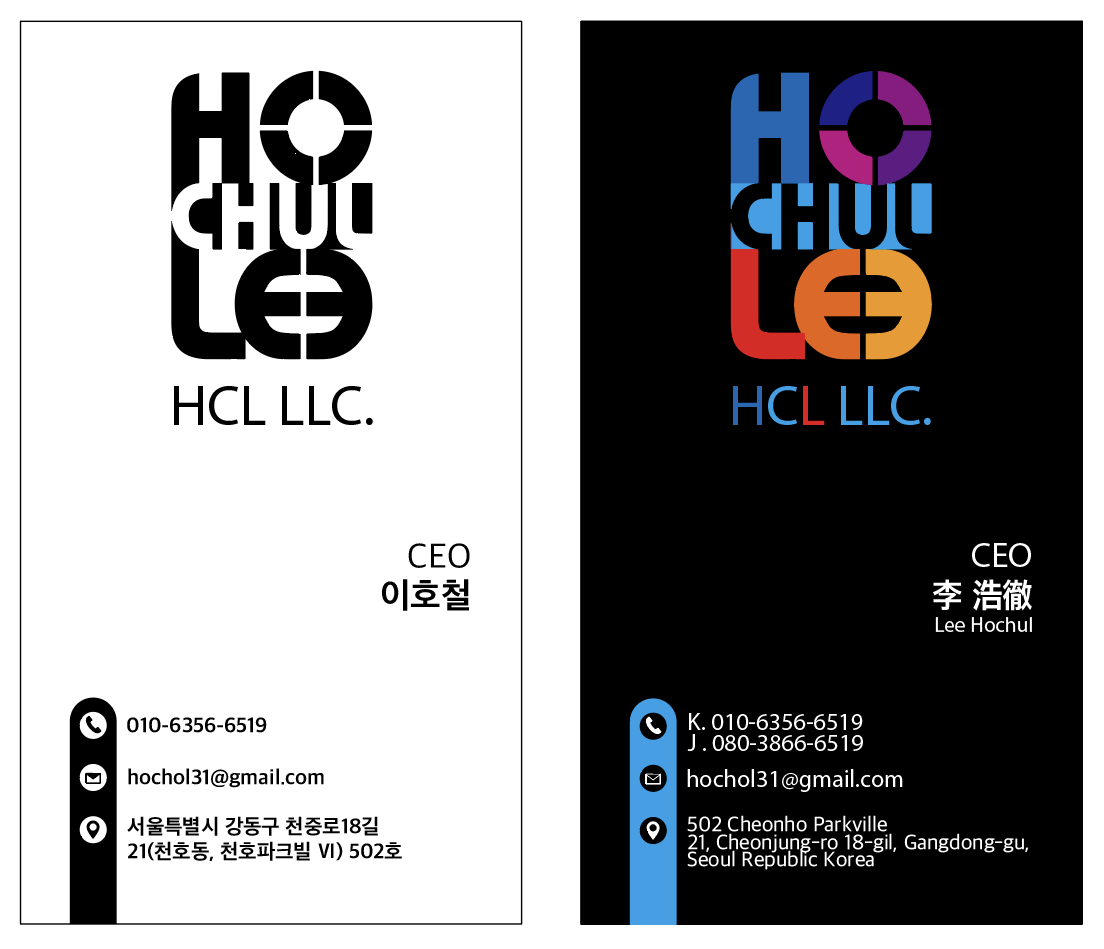 HO
CHUL
LEE
HCL LLC.
CEO
이호철
010-6356-6519
hochol31@gmail.com
서울특별시 강동구 천중로18길
21(천호동, 천호파크빌 VI) 502호
HO
CHUL
LEE
HCL LLC.
CEO
李 浩徹
Lee Hochul
K. 010-6356-6519
J . 080-3866-6519
hochol31@gmail.com
502 Cheonho Parkville
21, Cheonjung-ro 18-gil, Gangdong-gu,
Seoul Republic Korea